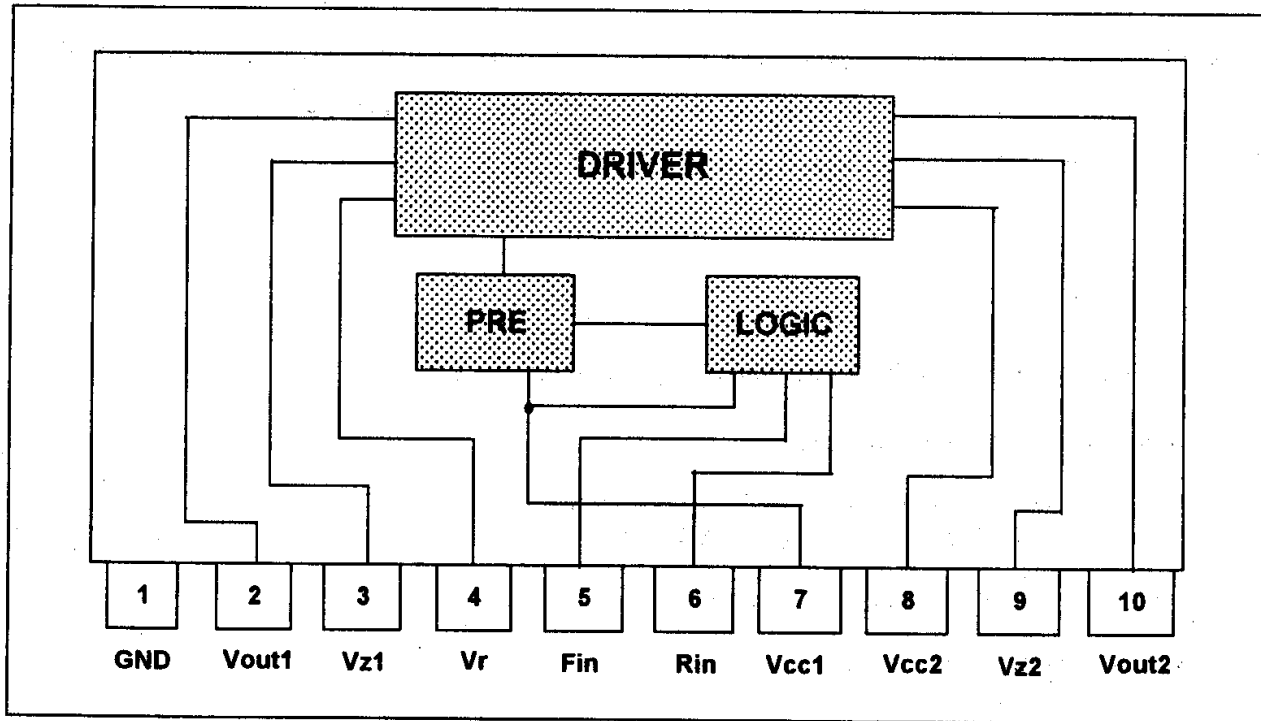 DRIVER
PRE LOGIC
1 2 3 4 5 6 7 8 9 10
GND Vout1 Vz1 Vr Fin Rin Vcc1 Vcc2 Vz2 Vout2